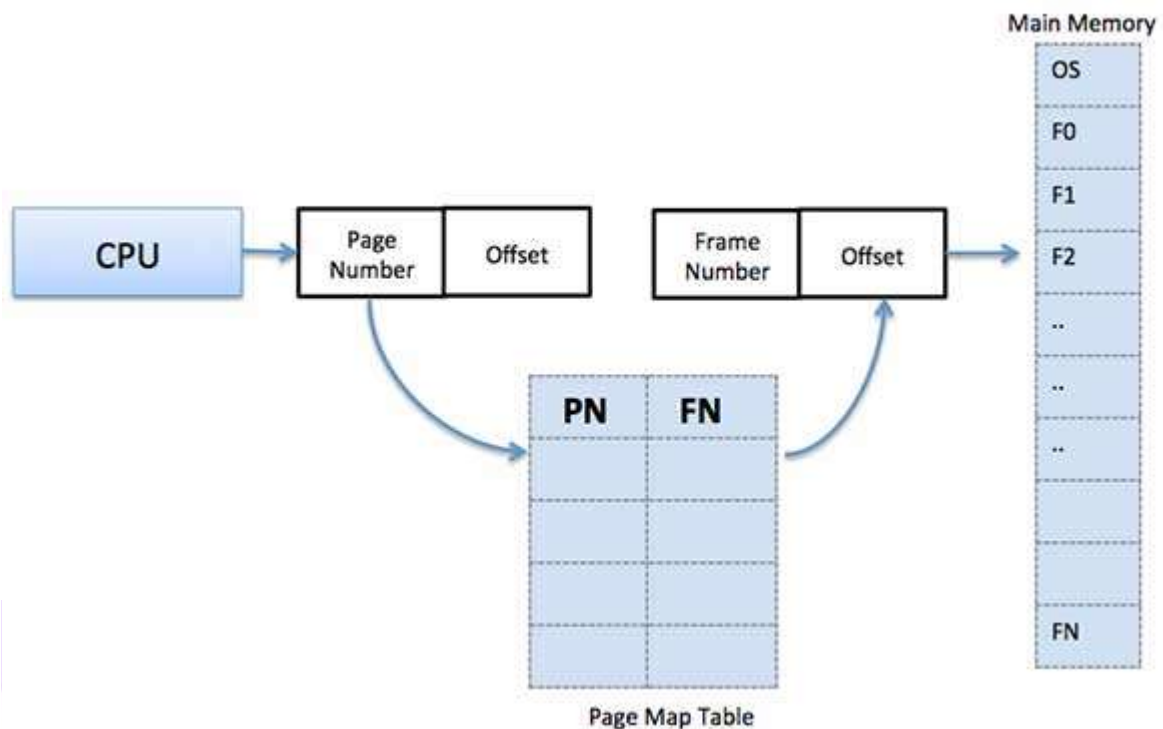 Main Memory
OS
F0
F1
F2
..
..
..
FN
CPU
Page
Number
Offset
Frame
Number
Offset
PN
FN
Page Map Table